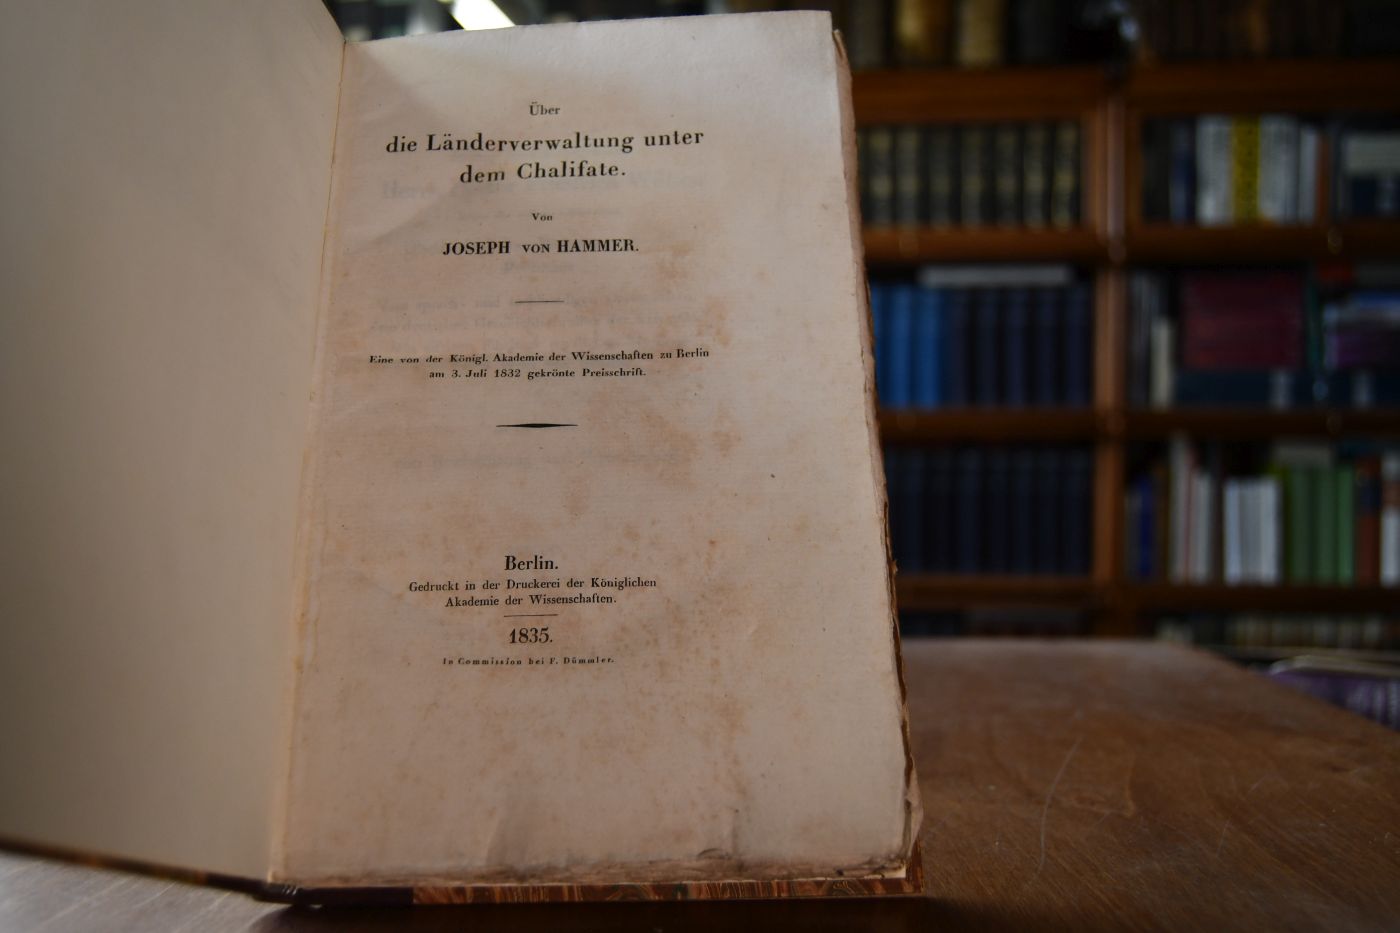 Über
die Länderverwaltung unter
dem Chalifate.
Von
JOSEPH VON HAMMER.
Eine von der Königl. Akademie der Wissenschaften zu Berlin
am 3. Juli 1832 gekrönte Preisschrift.
Berlin.
Gedruckt in der Druckerei der Königlichen
Akademie der Wissenschaften.
1835.
In Commission bei F. Dümmler.